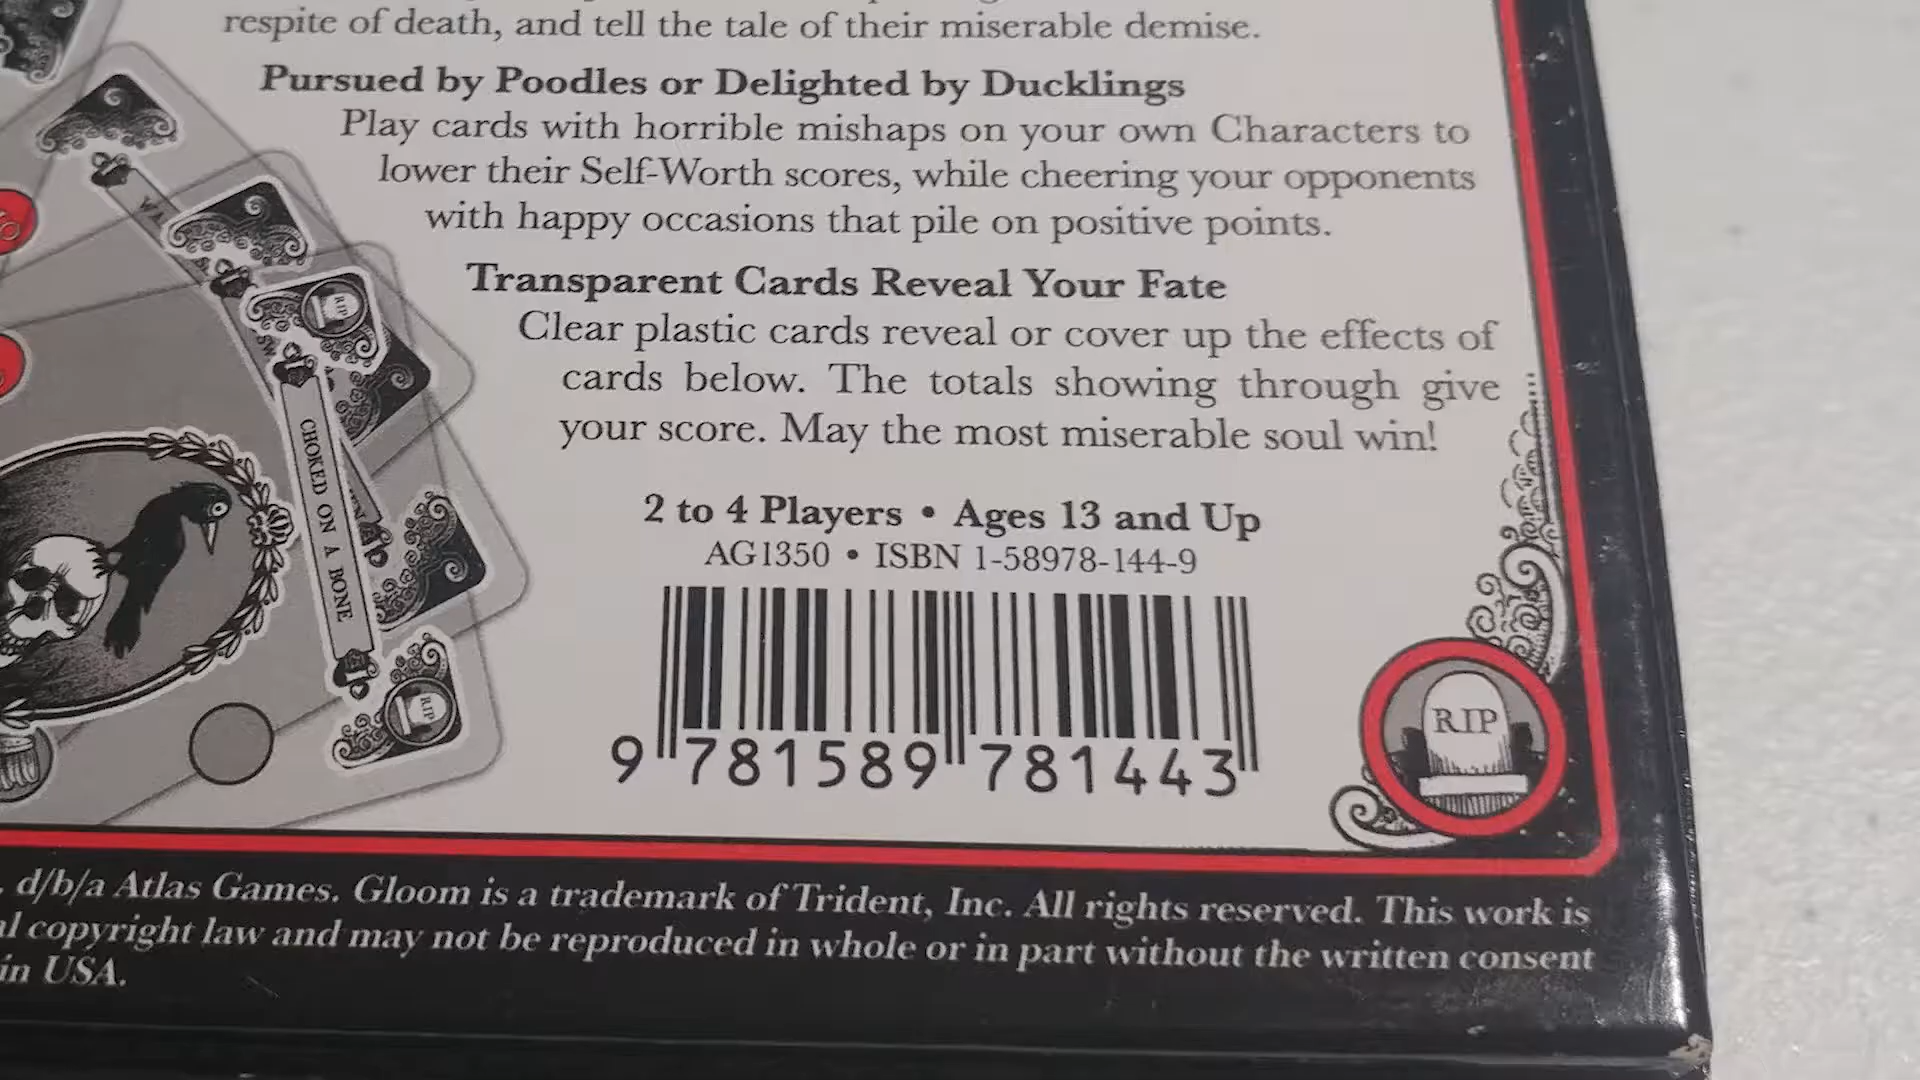 respite of death, and tell the tale of their miserable demise.
Pursued by Poodles or Delighted by Ducklings
Play cards with horrible mishaps on your own Characters to
lower their Self-Worth scores, while cheering your opponents
with happy occasions that pile on positive points.
Transparent Cards Reveal Your Fate
Clear plastic cards reveal or cover up the effects of
cards below. The totals showing through give
your score. May the most miserable soul win!
2 to 4 Players • Ages 13 and Up
AG1350 • ISBN 1-58978-144-9
9 781589 781443
RIP
CHOKED ON A BONE
RIP
RIP
d/b/a Atlas Games. Gloom is a trademark of Trident, Inc. All rights reserved. This work is
copyright law and may not be reproduced in whole or in part without the written consent
in USA.